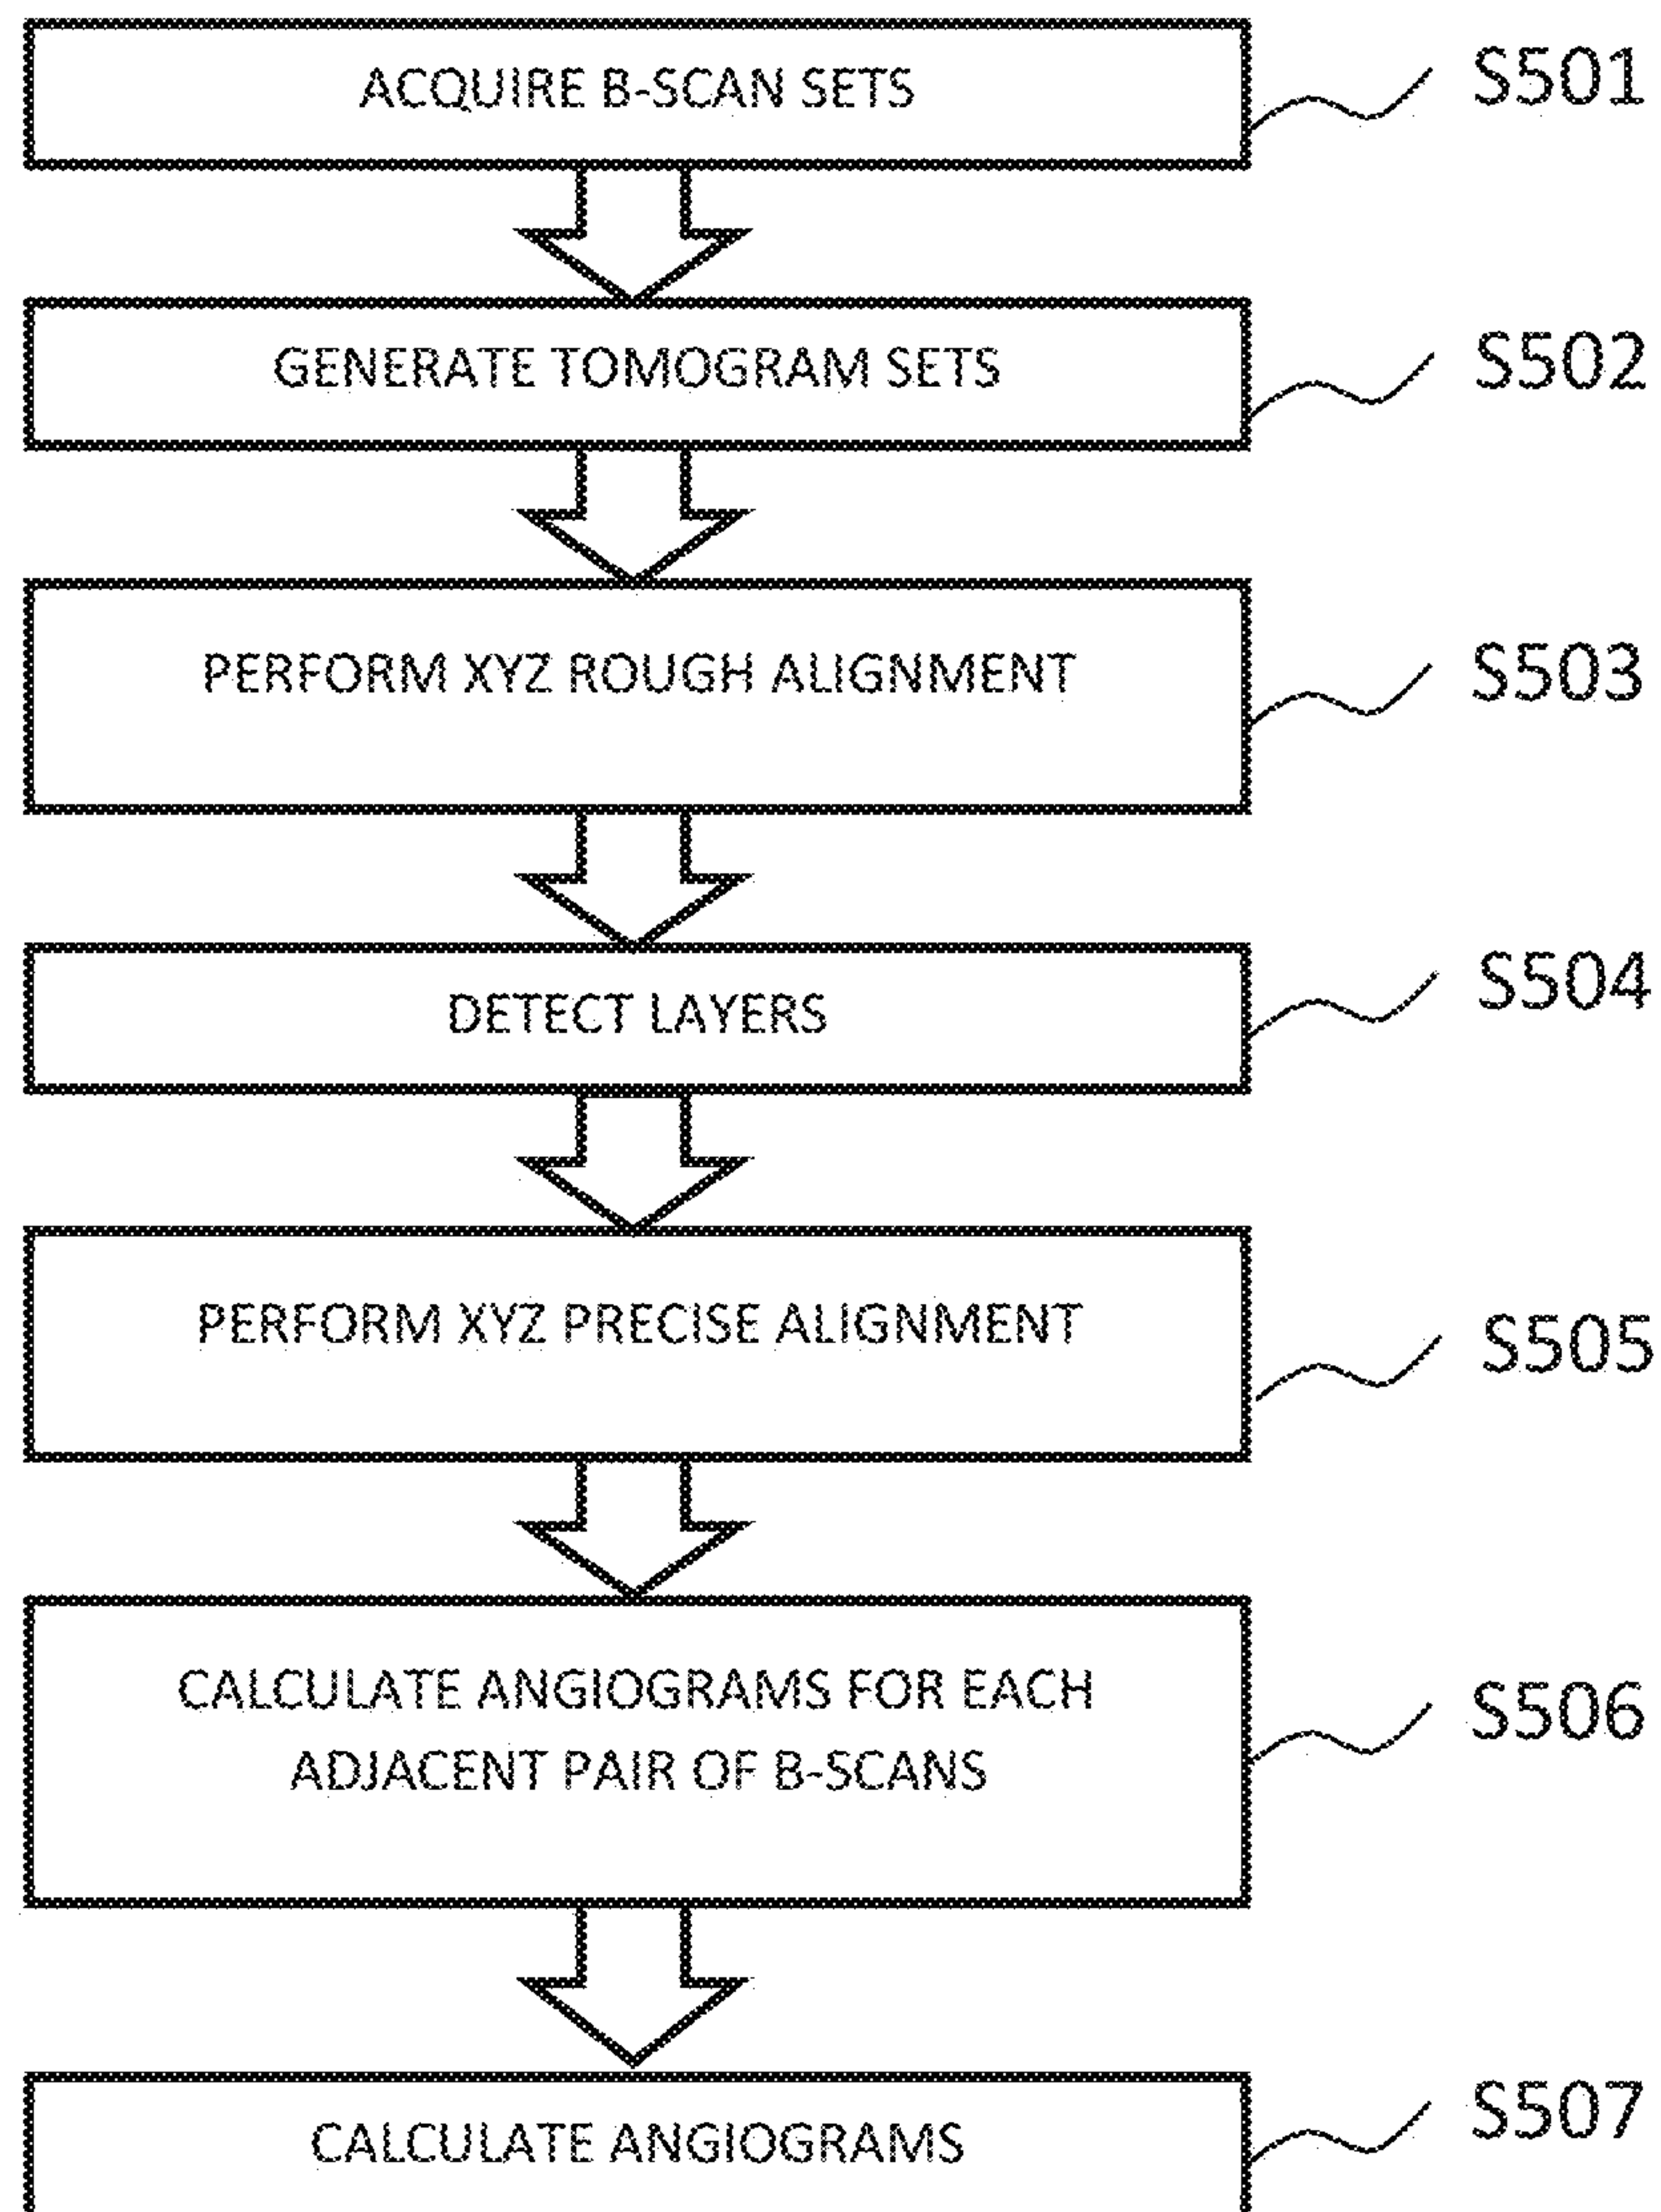 ACQUIRE B-SCAN SETS
S501
GENERATE TOMOGRAM SETS
S502
PERFORM XYZ ROUGH ALIGNMENT
S503
DETECT LAYERS
S504
PERFORM XYZ PRECISE ALIGNMENT
S505
CALCULATE ANGIOGRAMS FOR EACH
ADJACENT PAIR OF B-SCANS
S506
CALCULATE ANGIOGRAMS
S507